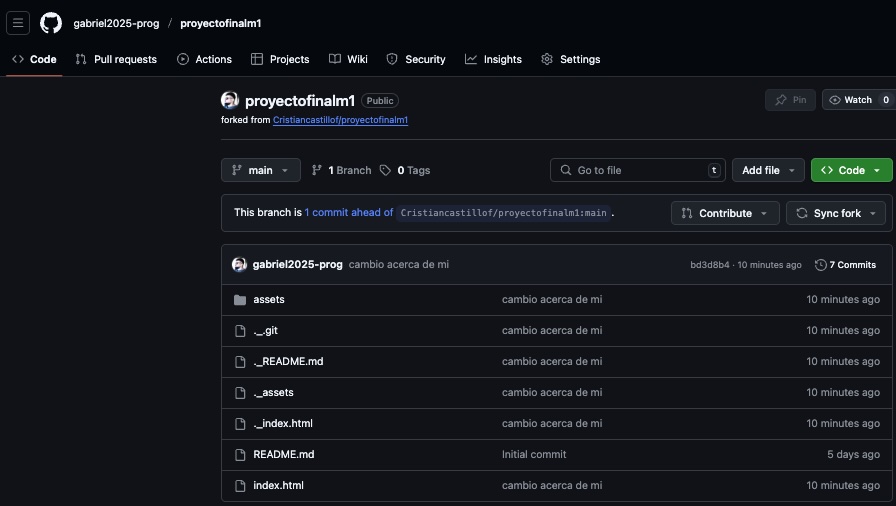 gabriel2025-prog / proyectofinalm1
Code Pull requests Actions Projects Wiki Security Insights Settings
proyectofinalm1 Public Pin Watch 0
forked from Cristiancastillof/proyectofinalm1
main 1 Branch 0 Tags Go to file t Add file Code
This branch is 1 commit ahead of Cristiancastillof/proyectofinalm1:main. Contribute Sync fork
gabriel2025-prog cambio acerca de mi bd3d8b4 · 10 minutes ago 7 Commits
assets cambio acerca de mi 10 minutes ago
._.git cambio acerca de mi 10 minutes ago
._README.md cambio acerca de mi 10 minutes ago
._assets cambio acerca de mi 10 minutes ago
._index.html cambio acerca de mi 10 minutes ago
README.md Initial commit 5 days ago
index.html cambio acerca de mi 10 minutes ago